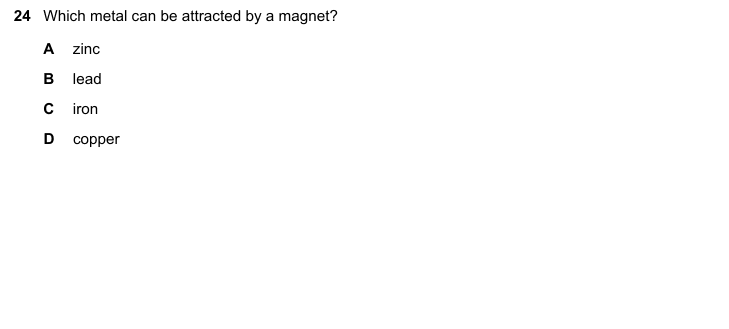 24 Which metal can be attracted by a magnet?
A zinc
B lead
C iron
D copper